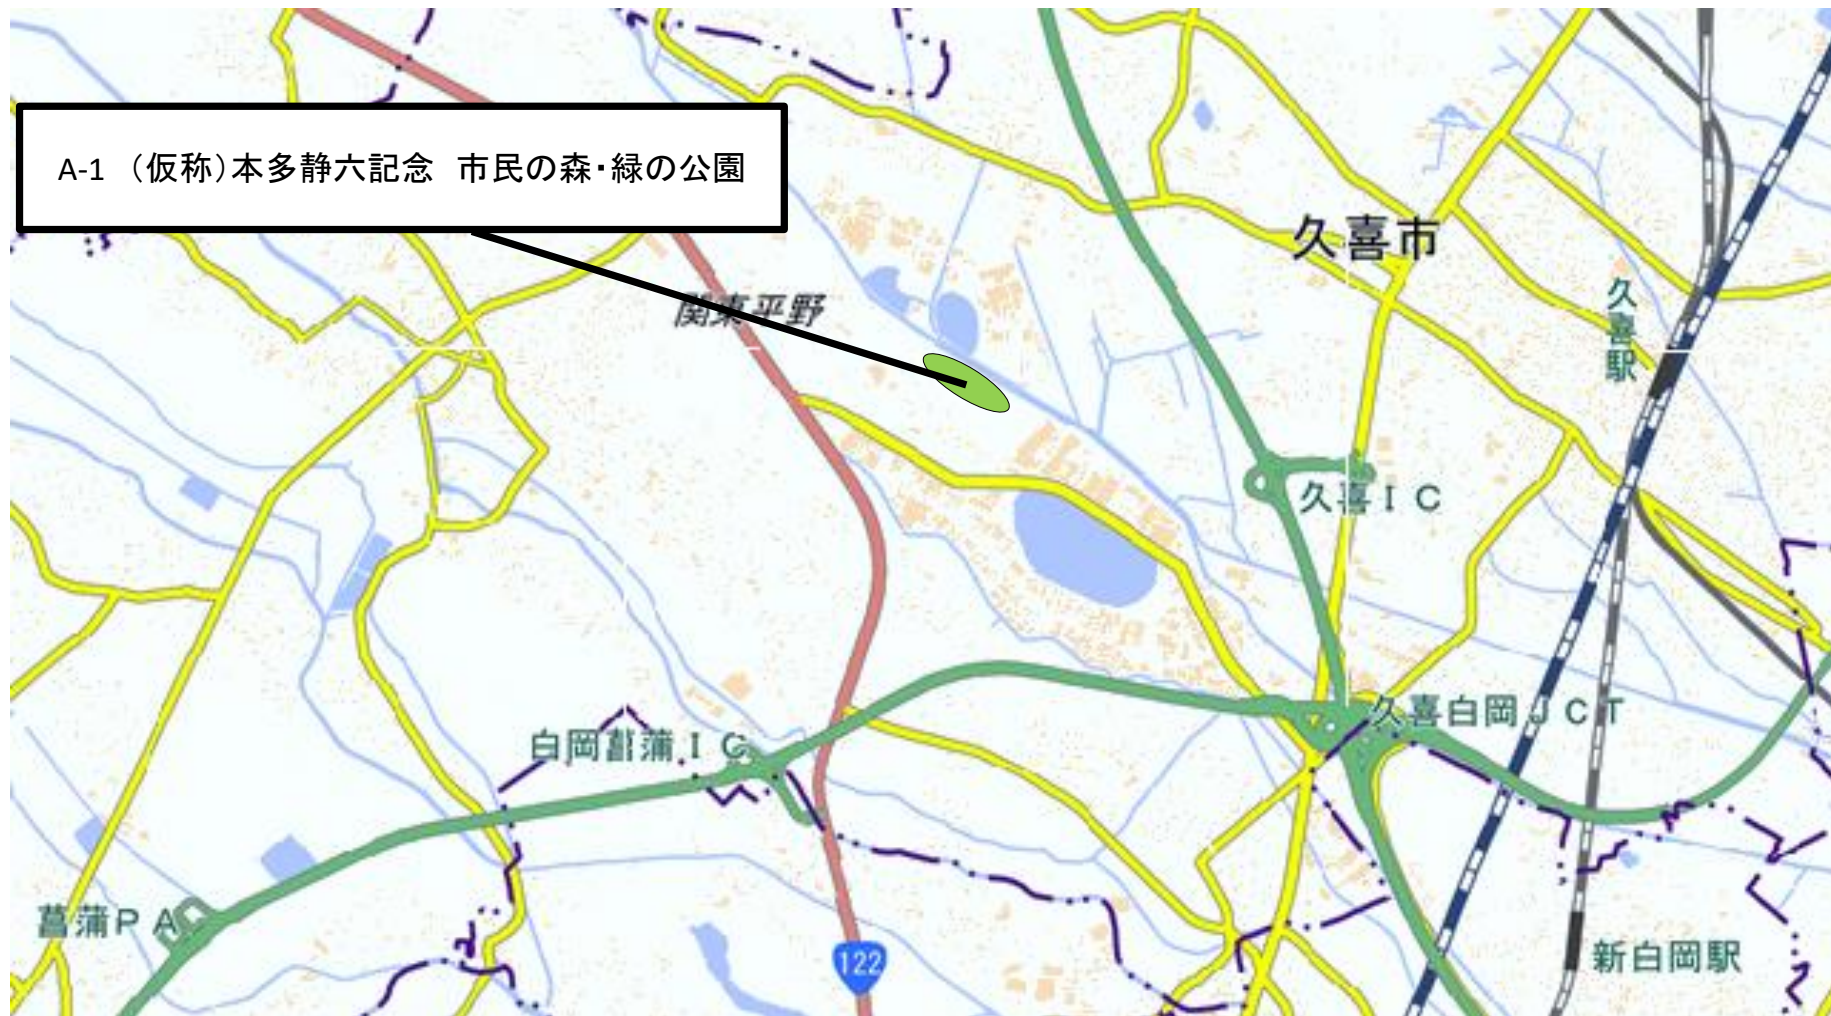 A-1 （仮称）本多静六記念　市民の森・緑の公園
久喜市
関東平野
久喜駅
久喜ＩＣ
久喜白岡ＪＣＴ
白岡菖蒲ＩＣ
菖蒲ＰＡ
122
新白岡駅